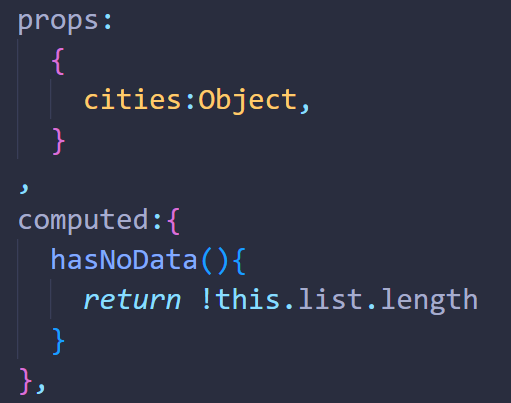 props:
{
cities:Object,
}
,
computed:{
hasNoData(){
return !this.list.length
}
},